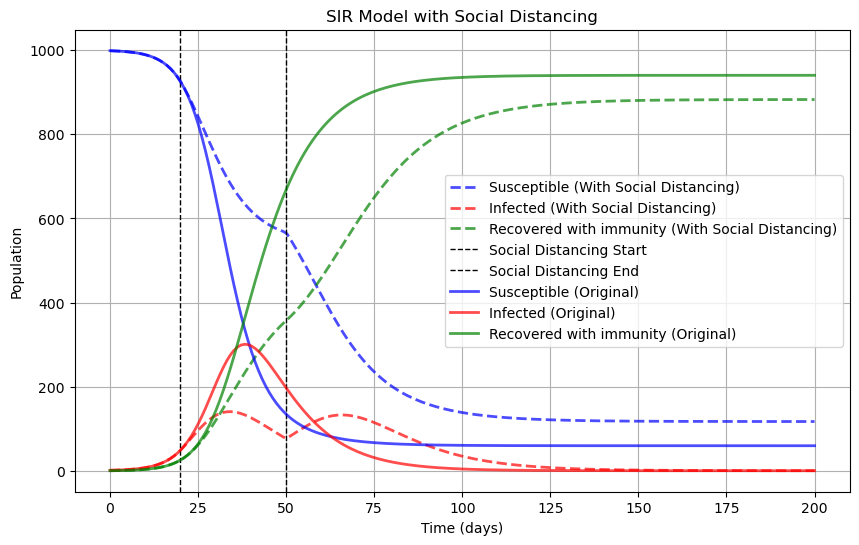 SIR Model with Social Distancing
1000
800
600
400
200
0
Population
Susceptible (With Social Distancing)
Infected (With Social Distancing)
Recovered with immunity (With Social Distancing)
Social Distancing Start
Social Distancing End
Susceptible (Original)
Infected (Original)
Recovered with immunity (Original)
0 25 50 75 100 125 150 175 200
Time (days)